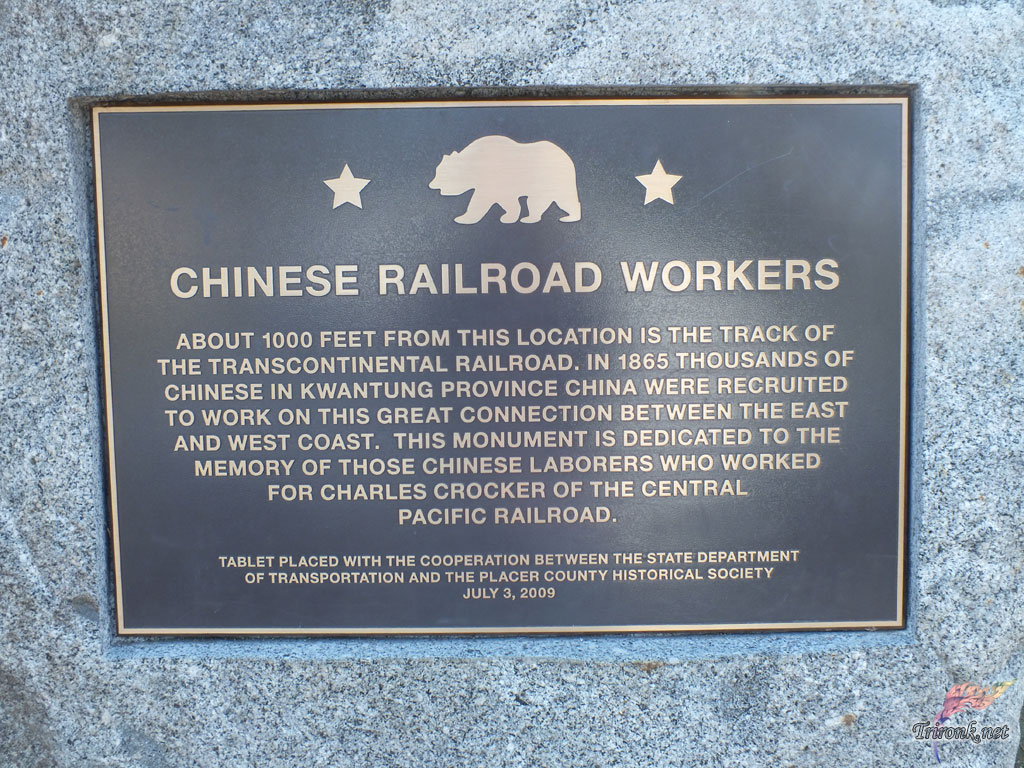 CHINESE RAILROAD WORKERS
ABOUT 1000 FEET FROM THIS LOCATION IS THE TRACK OF
THE TRANSCONTINENTAL RAILROAD. IN 1865 THOUSANDS OF
CHINESE IN KWANTUNG PROVINCE CHINA WERE RECRUITED
TO WORK ON THIS GREAT CONNECTION BETWEEN THE EAST
AND WEST COAST. THIS MONUMENT IS DEDICATED TO THE
MEMORY OF THOSE CHINESE LABORERS WHO WORKED
FOR CHARLES CROCKER OF THE CENTRAL
PACIFIC RAILROAD.
TABLET PLACED WITH THE COOPERATION BETWEEN THE STATE DEPARTMENT
OF TRANSPORTATION AND THE PLACER COUNTY HISTORICAL SOCIETY
JULY 3, 2009
Trironk.net